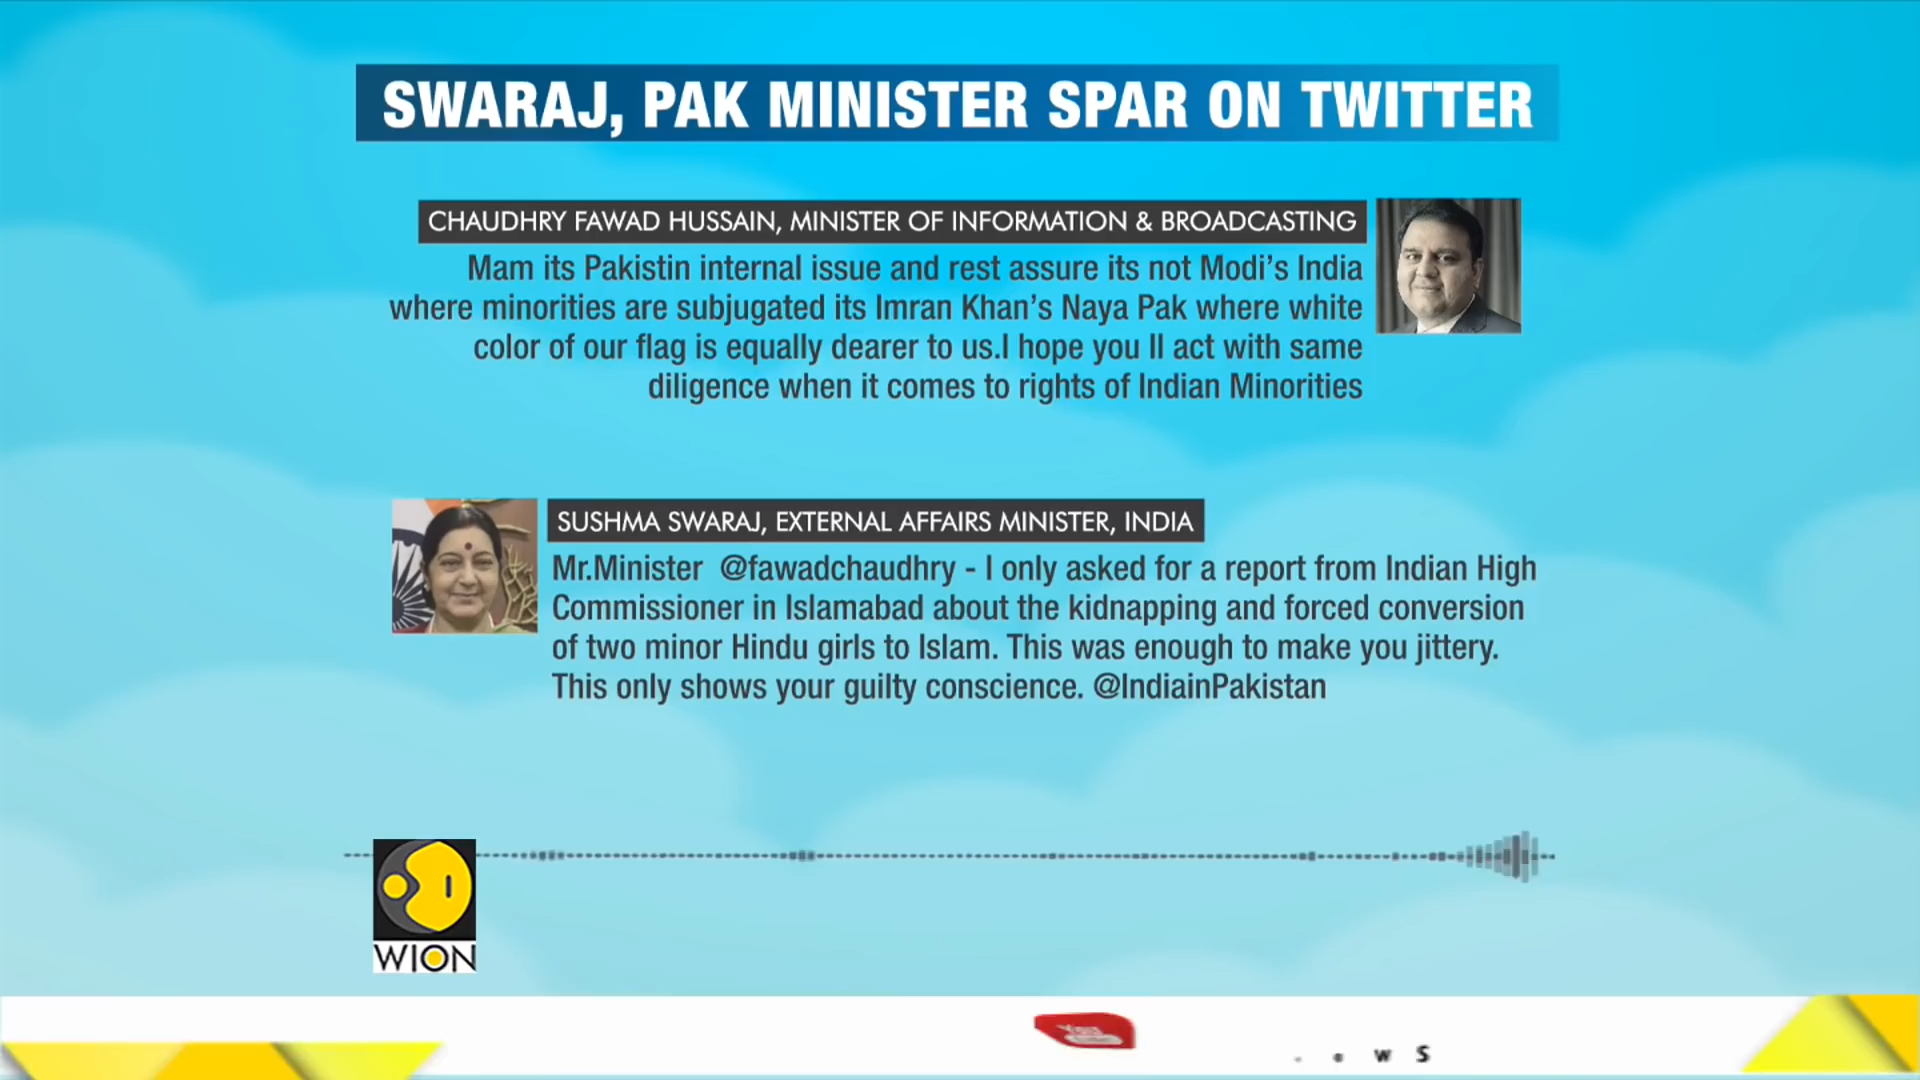 SWARAJ, PAK MINISTER SPAR ON TWITTER
CHAUDHRY FAWAD HUSSAIN, MINISTER OF INFORMATION & BROADCASTING
Mam its Pakistin internal issue and rest assure its not Modi’s India
where minorities are subjugated its Imran Khan’s Naya Pak where white
color of our flag is equally dearer to us.I hope you ll act with same
diligence when it comes to rights of Indian Minorities
SUSHMA SWARAJ, EXTERNAL AFFAIRS MINISTER, INDIA
Mr.Minister @fawadchaudhry - I only asked for a report from Indian High
Commissioner in Islamabad about the kidnapping and forced conversion
of two minor Hindu girls to Islam. This was enough to make you jittery.
This only shows your guilty conscience. @IndiainPakistan
WION